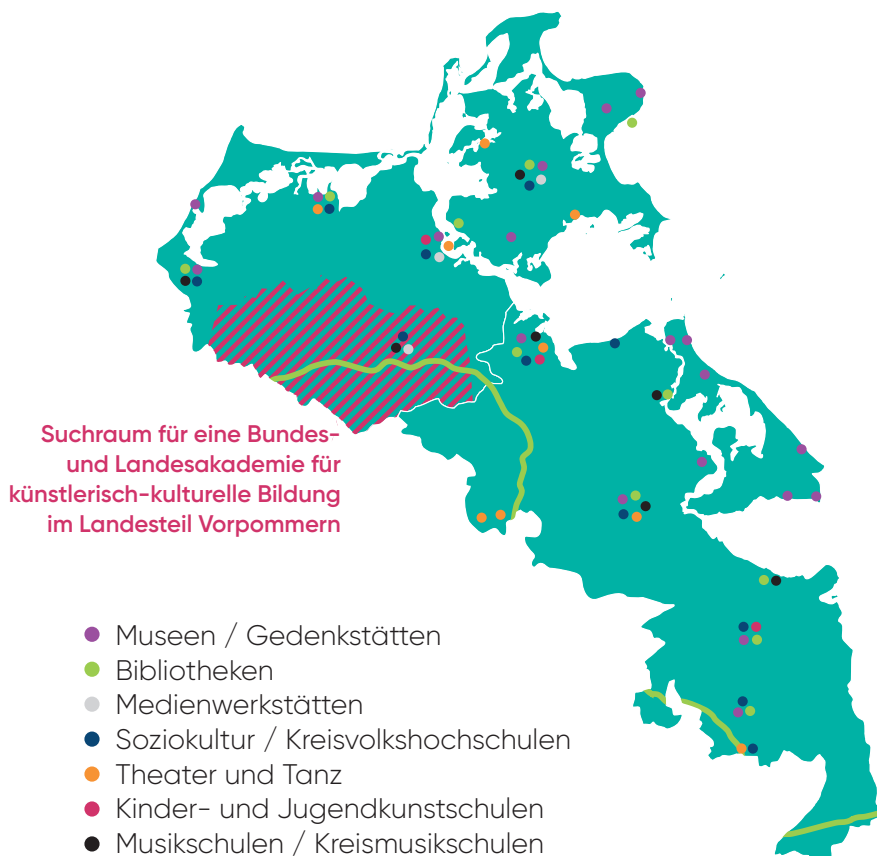 Suchraum für eine Bundes-
und Landesakademie für
künstlerisch-kulturelle Bildung
im Landesteil Vorpommern
Museen / Gedenkstätten
Bibliotheken
Medienwerkstätten
Soziokultur / Kreisvolkshochschulen
Theater und Tanz
Kinder- und Jugendkunstschulen
Musikschulen / Kreismusikschulen